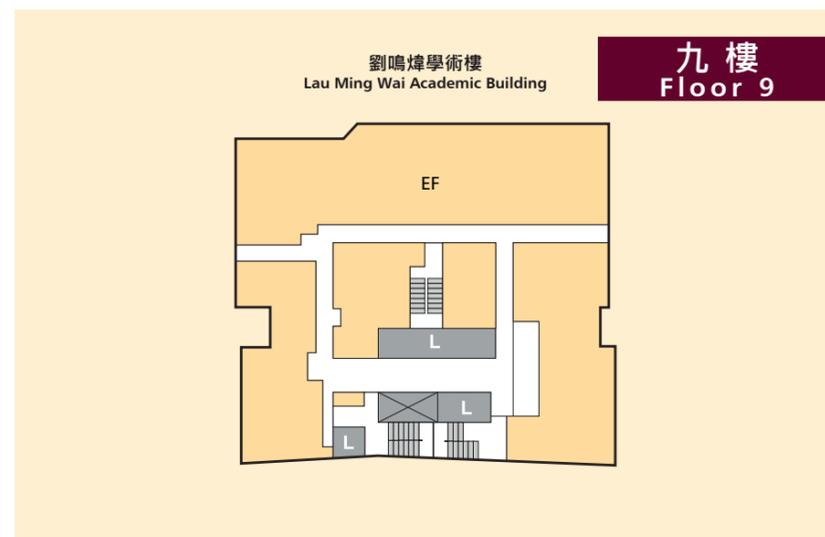 劉鳴煒學術樓
Lau Ming Wai Academic Building
九樓
Floor 9
EF
L
L
L